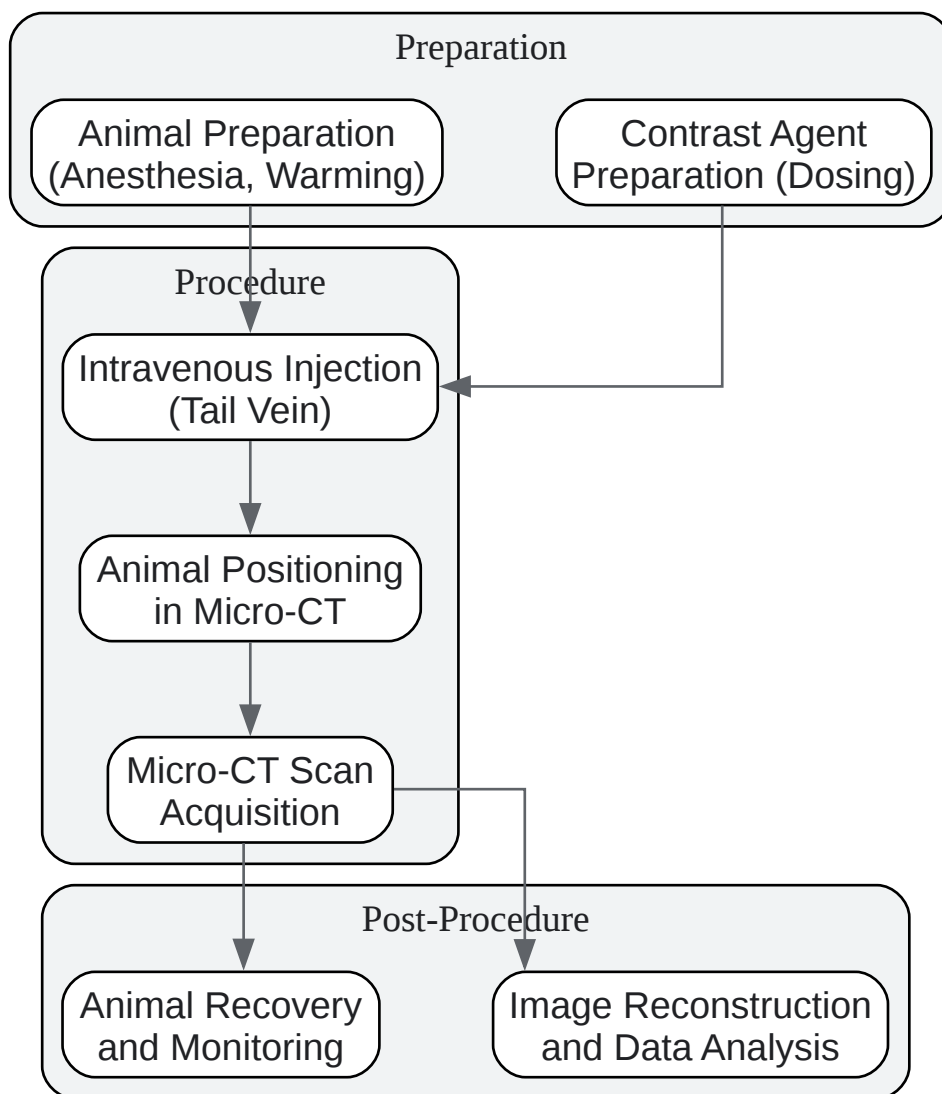 Preparation
Animal Preparation
(Anesthesia, Warming)
Contrast Agent
Preparation (Dosing)
Procedure
Intravenous Injection
(Tail Vein)
Animal Positioning
in Micro-CT
Micro-CT Scan
Acquisition
Post-Procedure
Animal Recovery
and Monitoring
Image Reconstruction
and Data Analysis